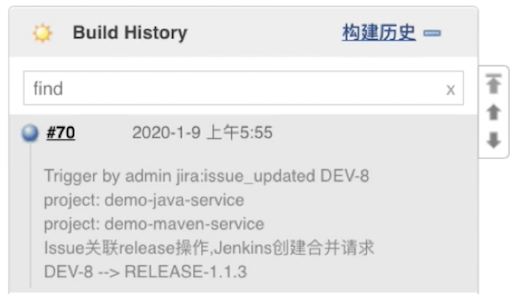 Build History 构建历史
find x
#70 2020-1-9 上午5:55
Trigger by admin jira:issue_updated DEV-8
project: demo-java-service
project: demo-maven-service
Issue关联release操作,Jenkins创建合并请求
DEV-8 --> RELEASE-1.1.3